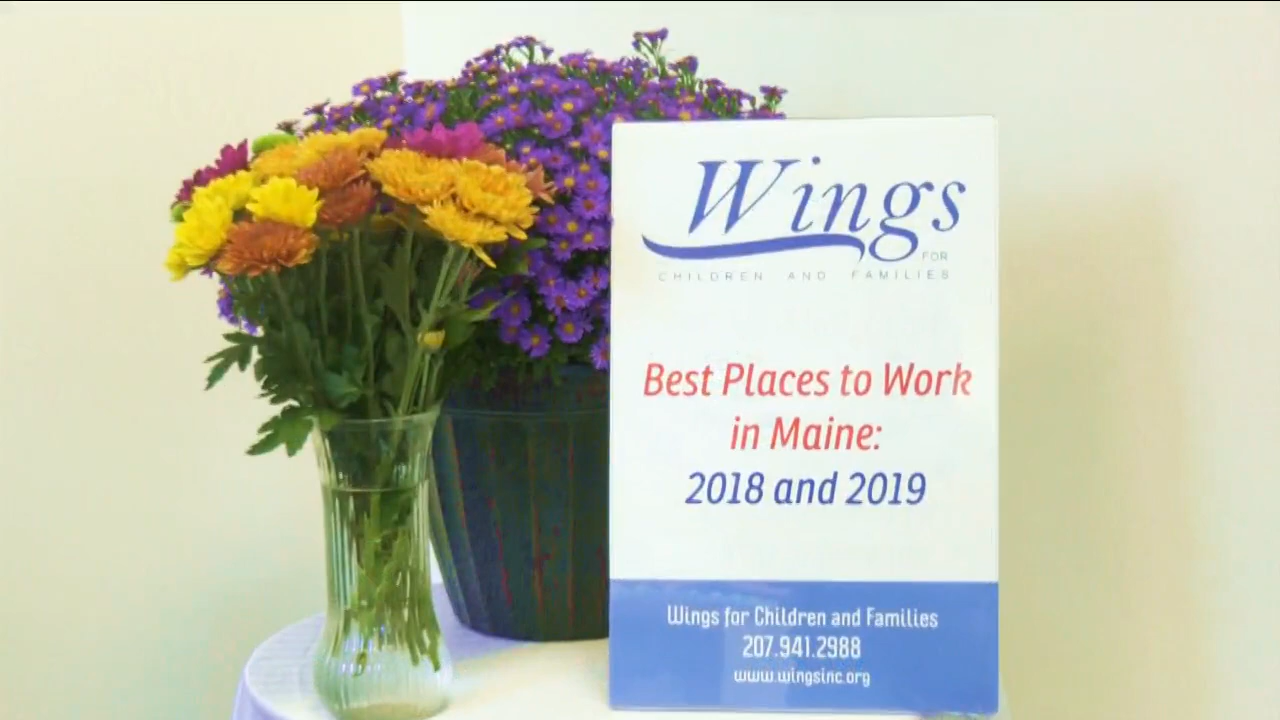 Wings
FOR
CHILDREN AND FAMILIES
Best Places to Work
in Maine:
2018 and 2019
Wings for Children and Families
207.941.2988
www.wingsinc.org